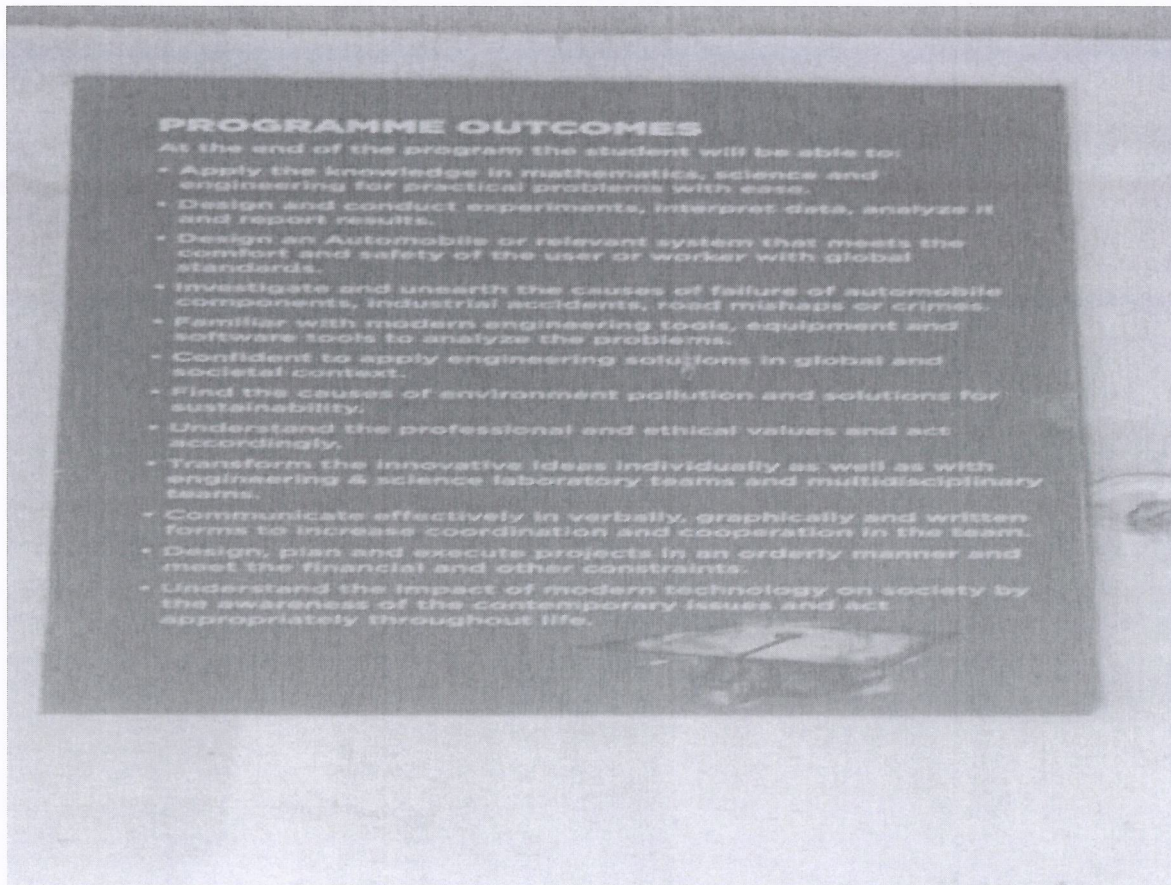 PROGRAMME OUTCOMES
At the end of the program the student will be able to:
• Apply the knowledge in mathematics, science and
engineering for practical problems with ease.
• Design and conduct experiments, interpret data, analyze it
and report results.
• Design an Automobile or relevant system that meets the
comfort and safety of the user or worker with global
standards.
• Investigate and unearth the causes of failure of automobile
components, industrial accidents, road mishaps or crimes
• Familiar with modern engineering tools, equipment and
software tools to analyze the problems.
• Confident to apply engineering solutions in global and
societal context.
• Find the causes of environment pollution and solutions for
sustainability.
• Understand the professional and ethical values and act
accordingly.
• Transform the innovative ideas individually as well as with
engineering & science laboratory teams and multidisciplinary
teams.
• Communicate effectively in verbally, graphically and written
forms to increase coordination and cooperation in the team.
• Design, plan and execute projects in an orderly manner and
meet the financial and other constraints.
• Understand the impact of modern technology on society by
the awareness of the contemporary issues and act
appropriately throughout life.